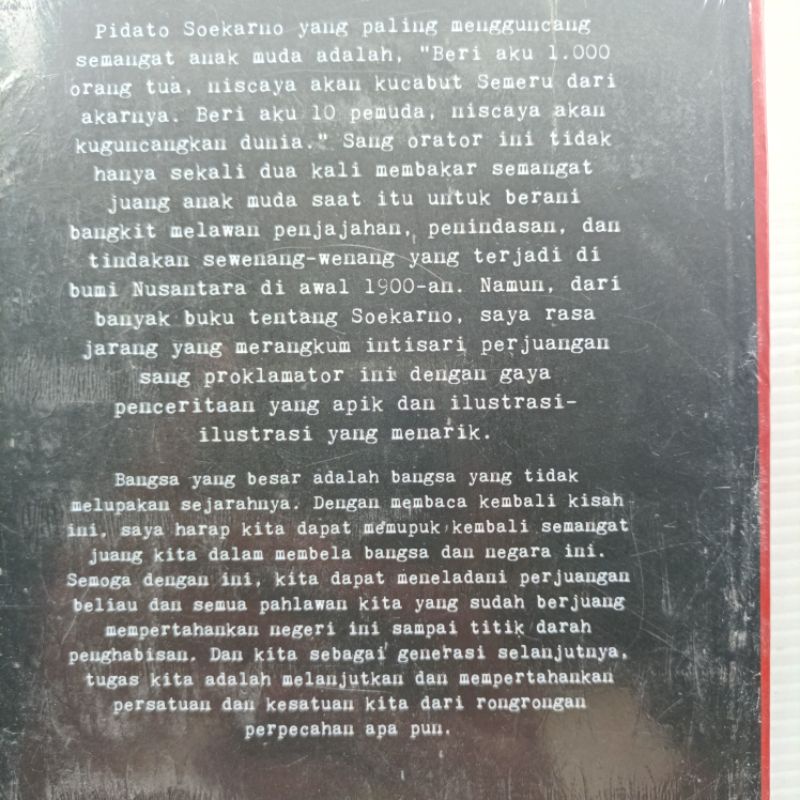 Pidato Soekarno yang paling mengguncang
semangat anak muda adalah, "Beri aku 1.000
orang tua, niscaya akan kucabut Semeru dari
akarnya. Beri aku 10 pemuda, niscaya akan
kuguncangkan dunia." Sang orator ini tidak
hanya sekali dua kali membakar semangat
juang anak muda saat itu untuk berani
bangkit melawan penjajahan, penindasan, dan
tindakan sewenang-wenang yang terjadi di
bumi Nusantara di awal 1900-an. Namun, dari
banyak buku tentang Soekarno, saya rasa
jarang yang merangkum intisari perjuangan
sang proklamator ini dengan gaya
penceritaan yang apik dan ilustrasi-
ilustrasi yang menarik.
Bangsa yang besar adalah bangsa yang tidak
melupakan sejarahnya. Dengan membaca kembali kisah
ini, saya harap kita dapat memupuk kembali semangat
juang kita dalam membela bangsa dan negara ini.
Semoga dengan ini, kita dapat meneladani perjuangan
beliau dan semua pahlawan kita yang sudah berjuang
mempertahankan negeri ini sampai titik darah
penghabisan. Dan kita sebagai generasi selanjutnya,
tugas kita adalah melanjutkan dan mempertahankan
persatuan dan kesatuan kita dari rongrongan
perpecahan apa pun.